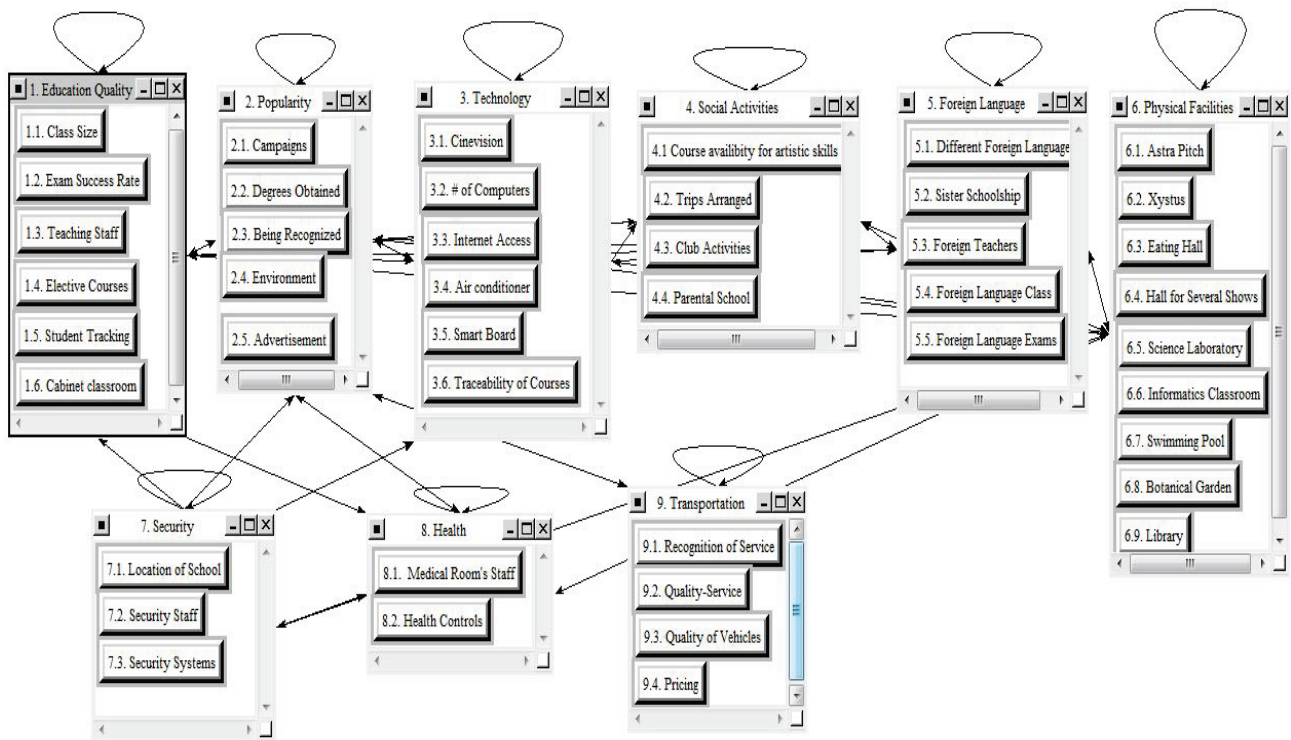 1. Education Quality
1.1. Class Size
1.2. Exam Success Rate
1.3. Teaching Staff
1.4. Elective Courses
1.5. Student Tracking
1.6. Cabinet classroom
2. Popularity
2.1. Campaigns
2.2. Degrees Obtained
2.3. Being Recognized
2.4. Environment
2.5. Advertisement
3. Technology
3.1. Cinevision
3.2. # of Computers
3.3. Internet Access
3.4. Air conditioner
3.5. Smart Board
3.6. Traceability of Courses
4. Social Activities
4.1 Course availibity for artistic skills
4.2. Trips Arranged
4.3. Club Activities
4.4. Parental School
5. Foreign Language
5.1. Different Foreign Language
5.2. Sister Schoolship
5.3. Foreign Teachers
5.4. Foreign Language Class
5.5. Foreign Language Exams
6. Physical Facilities
6.1. Astra Pitch
6.2. Xystus
6.3. Eating Hall
6.4. Hall for Several Shows
6.5. Science Laboratory
6.6. Informatics Classroom
6.7. Swimming Pool
6.8. Botanical Garden
6.9. Library
7. Security
7.1. Location of School
7.2. Security Staff
7.3. Security Systems
8. Health
8.1. Medical Room's Staff
8.2. Health Controls
9. Transportation
9.1. Recognition of Service
9.2. Quality-Service
9.3. Quality of Vehicles
9.4. Pricing